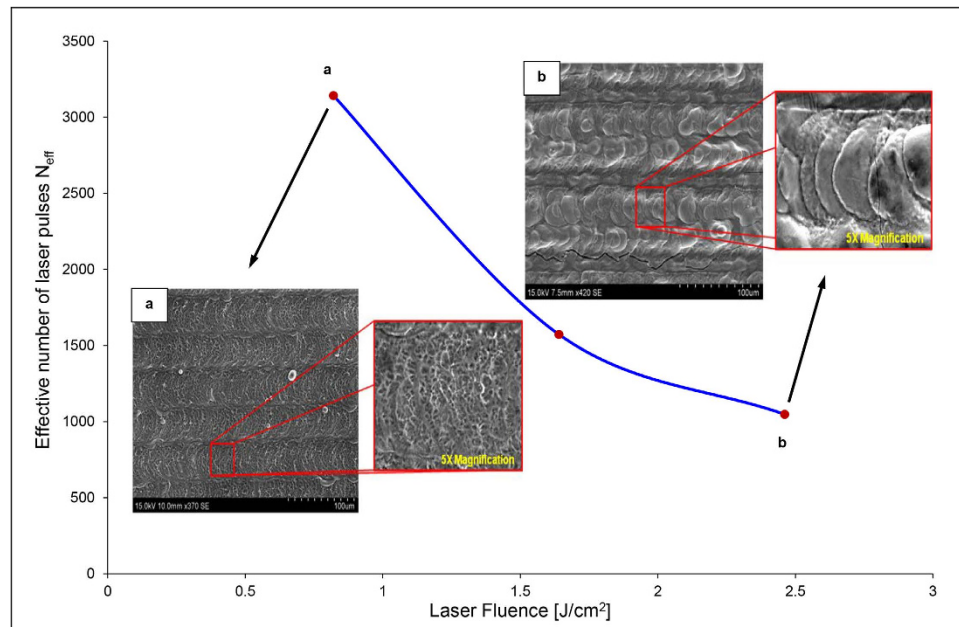 Effective number of laser pulses N_eff
3500
3000
2500
2000
1500
1000
500
0
a
b
5X Magnification
15.0kV 7.5mm x420 SE
100um
a
5X Magnification
15.0kV 10.0mm x370 SE
100um
b
0
0.5
1
1.5
2
2.5
3
Laser Fluence [J/cm²]